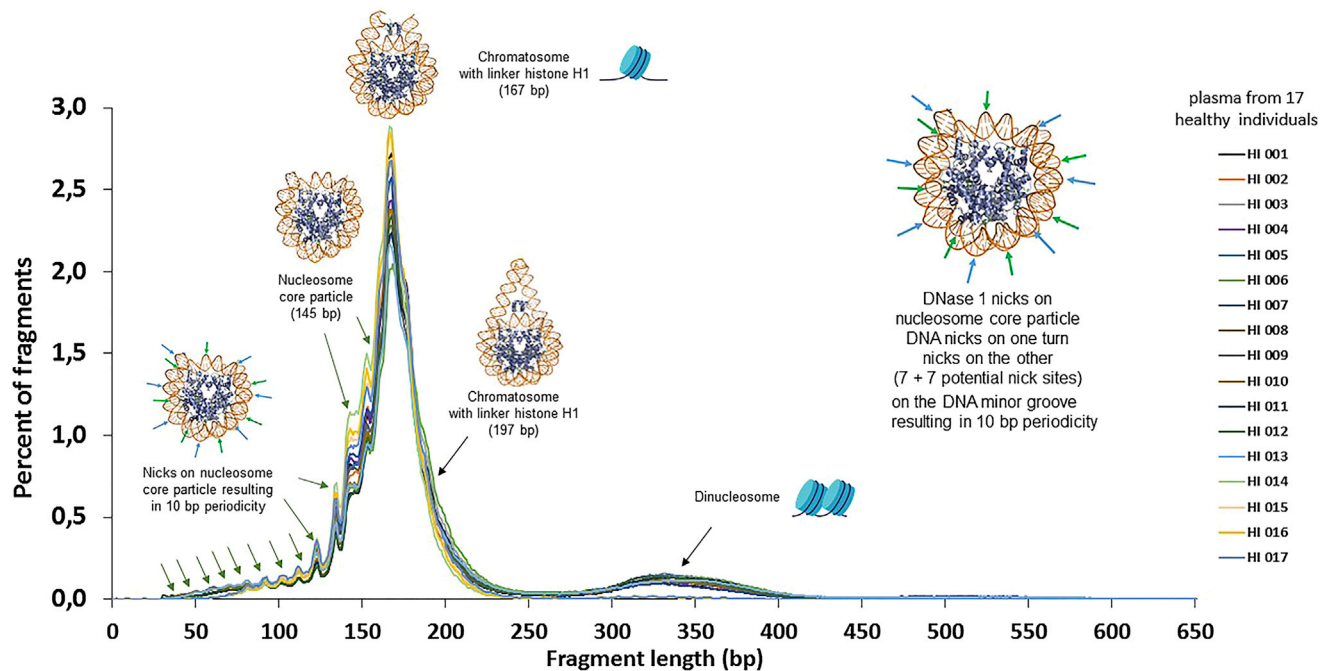 Chromatosome
with linker histone H1
(167 bp)
plasma from 17
healthy individuals
HI 001
HI 002
HI 003
HI 004
HI 005
HI 006
HI 007
HI 008
HI 009
HI 010
HI 011
HI 012
HI 013
HI 014
HI 015
HI 016
HI 017
Percent of fragments
3,0
2,5
2,0
1,5
1,0
0,5
0,0
Nucleosome
core particle
(145 bp)
Chromatosome
with linker histone H1
(197 bp)
Nicks on nucleosome
core particle resulting
in 10 bp periodicity
DNase 1 nicks on
nucleosome core particle
DNA nicks on one turn
nicks on the other
(7 + 7 potential nick sites)
on the DNA minor groove
resulting in 10 bp periodicity
Dinucleosome
0 50 100 150 200 250 300 350 400 450 500 550 600 650
Fragment length (bp)